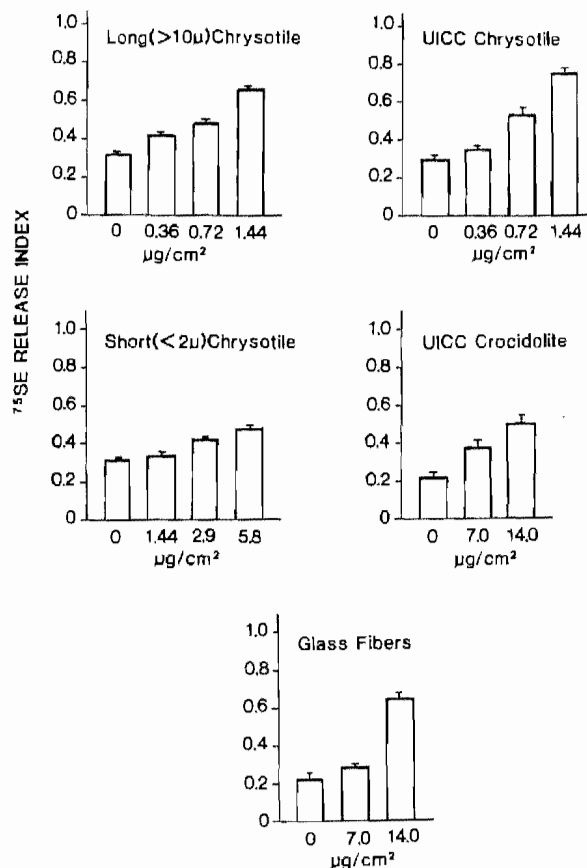 ⁷⁵SE RELEASE INDEX
Long(>10µ)Chrysotile
1.0
0.8
0.6
0.4
0.2
0
0 0.36 0.72 1.44
µg/cm²
UICC Chrysotile
1.0
0.8
0.6
0.4
0.2
0
0 0.36 0.72 1.44
µg/cm²
Short(<2µ)Chrysotile
1.0
0.8
0.6
0.4
0.2
0
0 1.44 2.9 5.8
µg/cm²
UICC Crocidolite
1.0
0.8
0.6
0.4
0.2
0
0 7.0 14.0
µg/cm²
Glass Fibers
1.0
0.8
0.6
0.4
0.2
0
0 7.0 14.0
µg/cm²